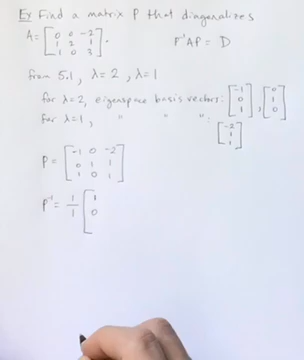 Ex Find a matrix P that diagonalizes
A = [0 0 -2
1 2 1
1 0 3]. P⁻¹AP = D
from 5.1, λ = 2, λ = 1
for λ = 2, eigenspace basis vectors: [-1 0 1], [0 1 0]
for λ = 1, " " " : [-2 1 1]
P = [-1 0 -2
0 1 1
1 0 1]
P⁻¹ = 1/1 [1
0